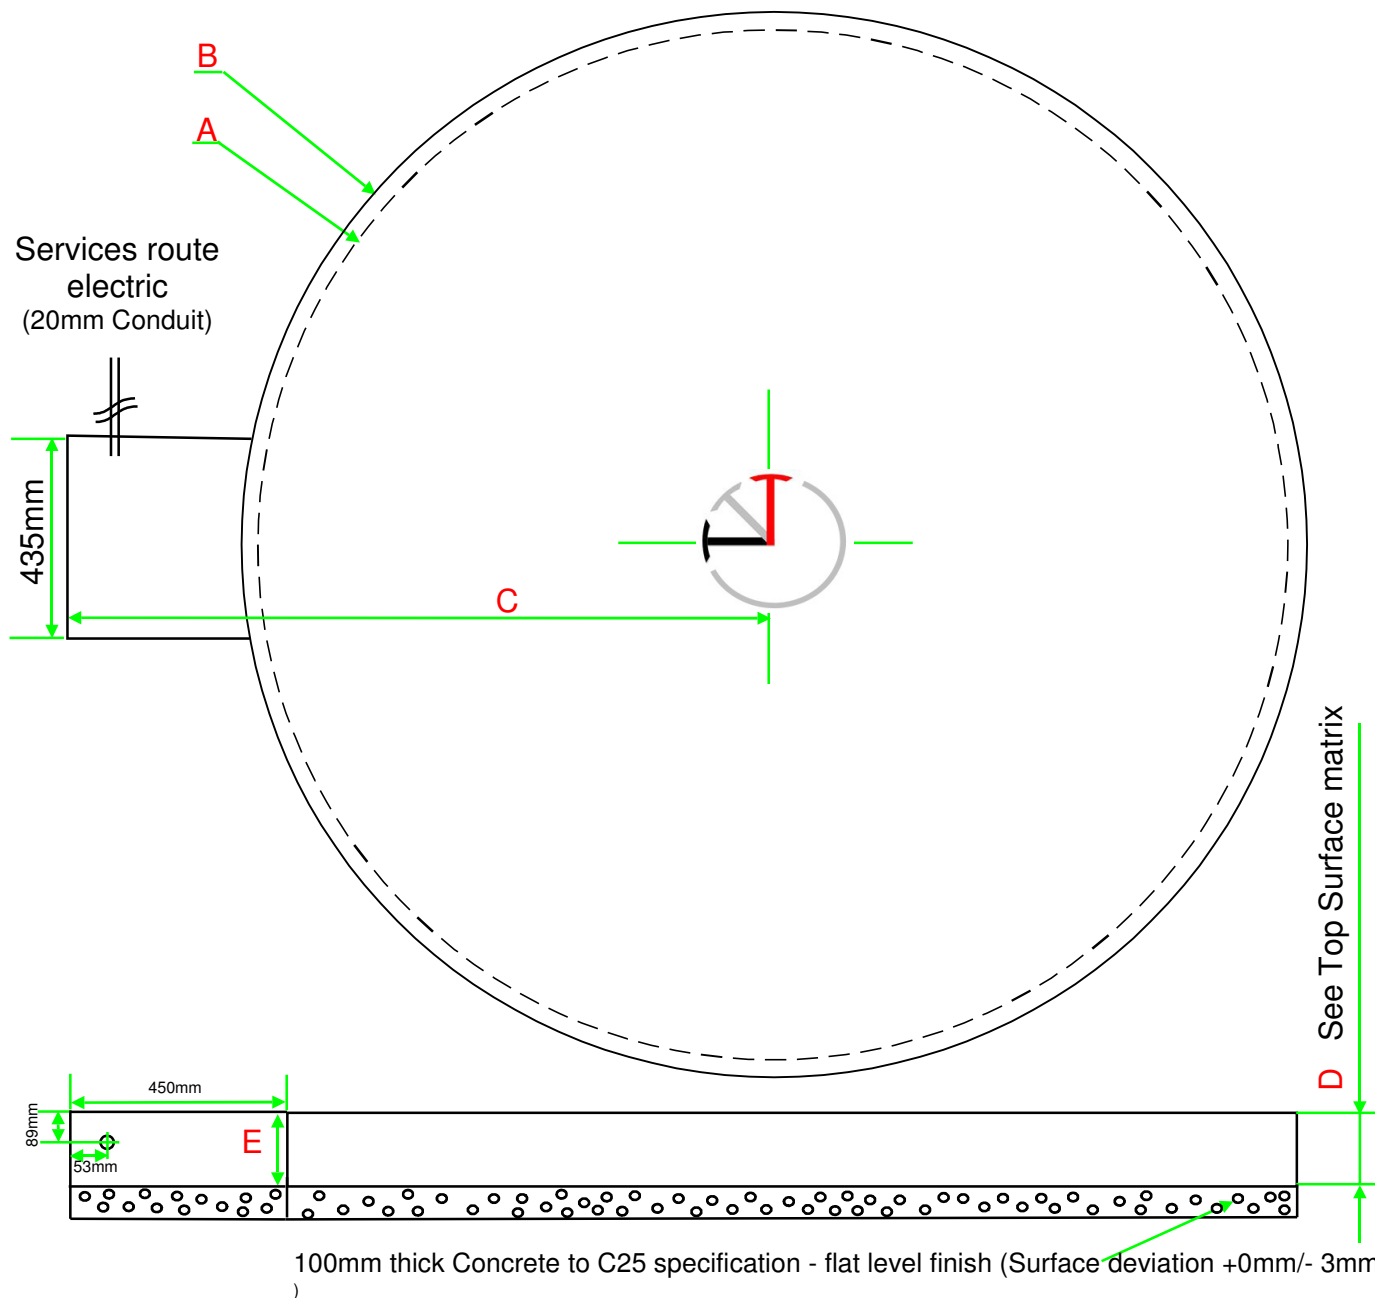 B
A
Services route
electric
(20mm Conduit)
435mm
C
D See Top Surface matrix
450mm
89mm
E
53mm
100mm thick Concrete to C25 specification - flat level finish (Surface deviation +0mm/- 3mm
)